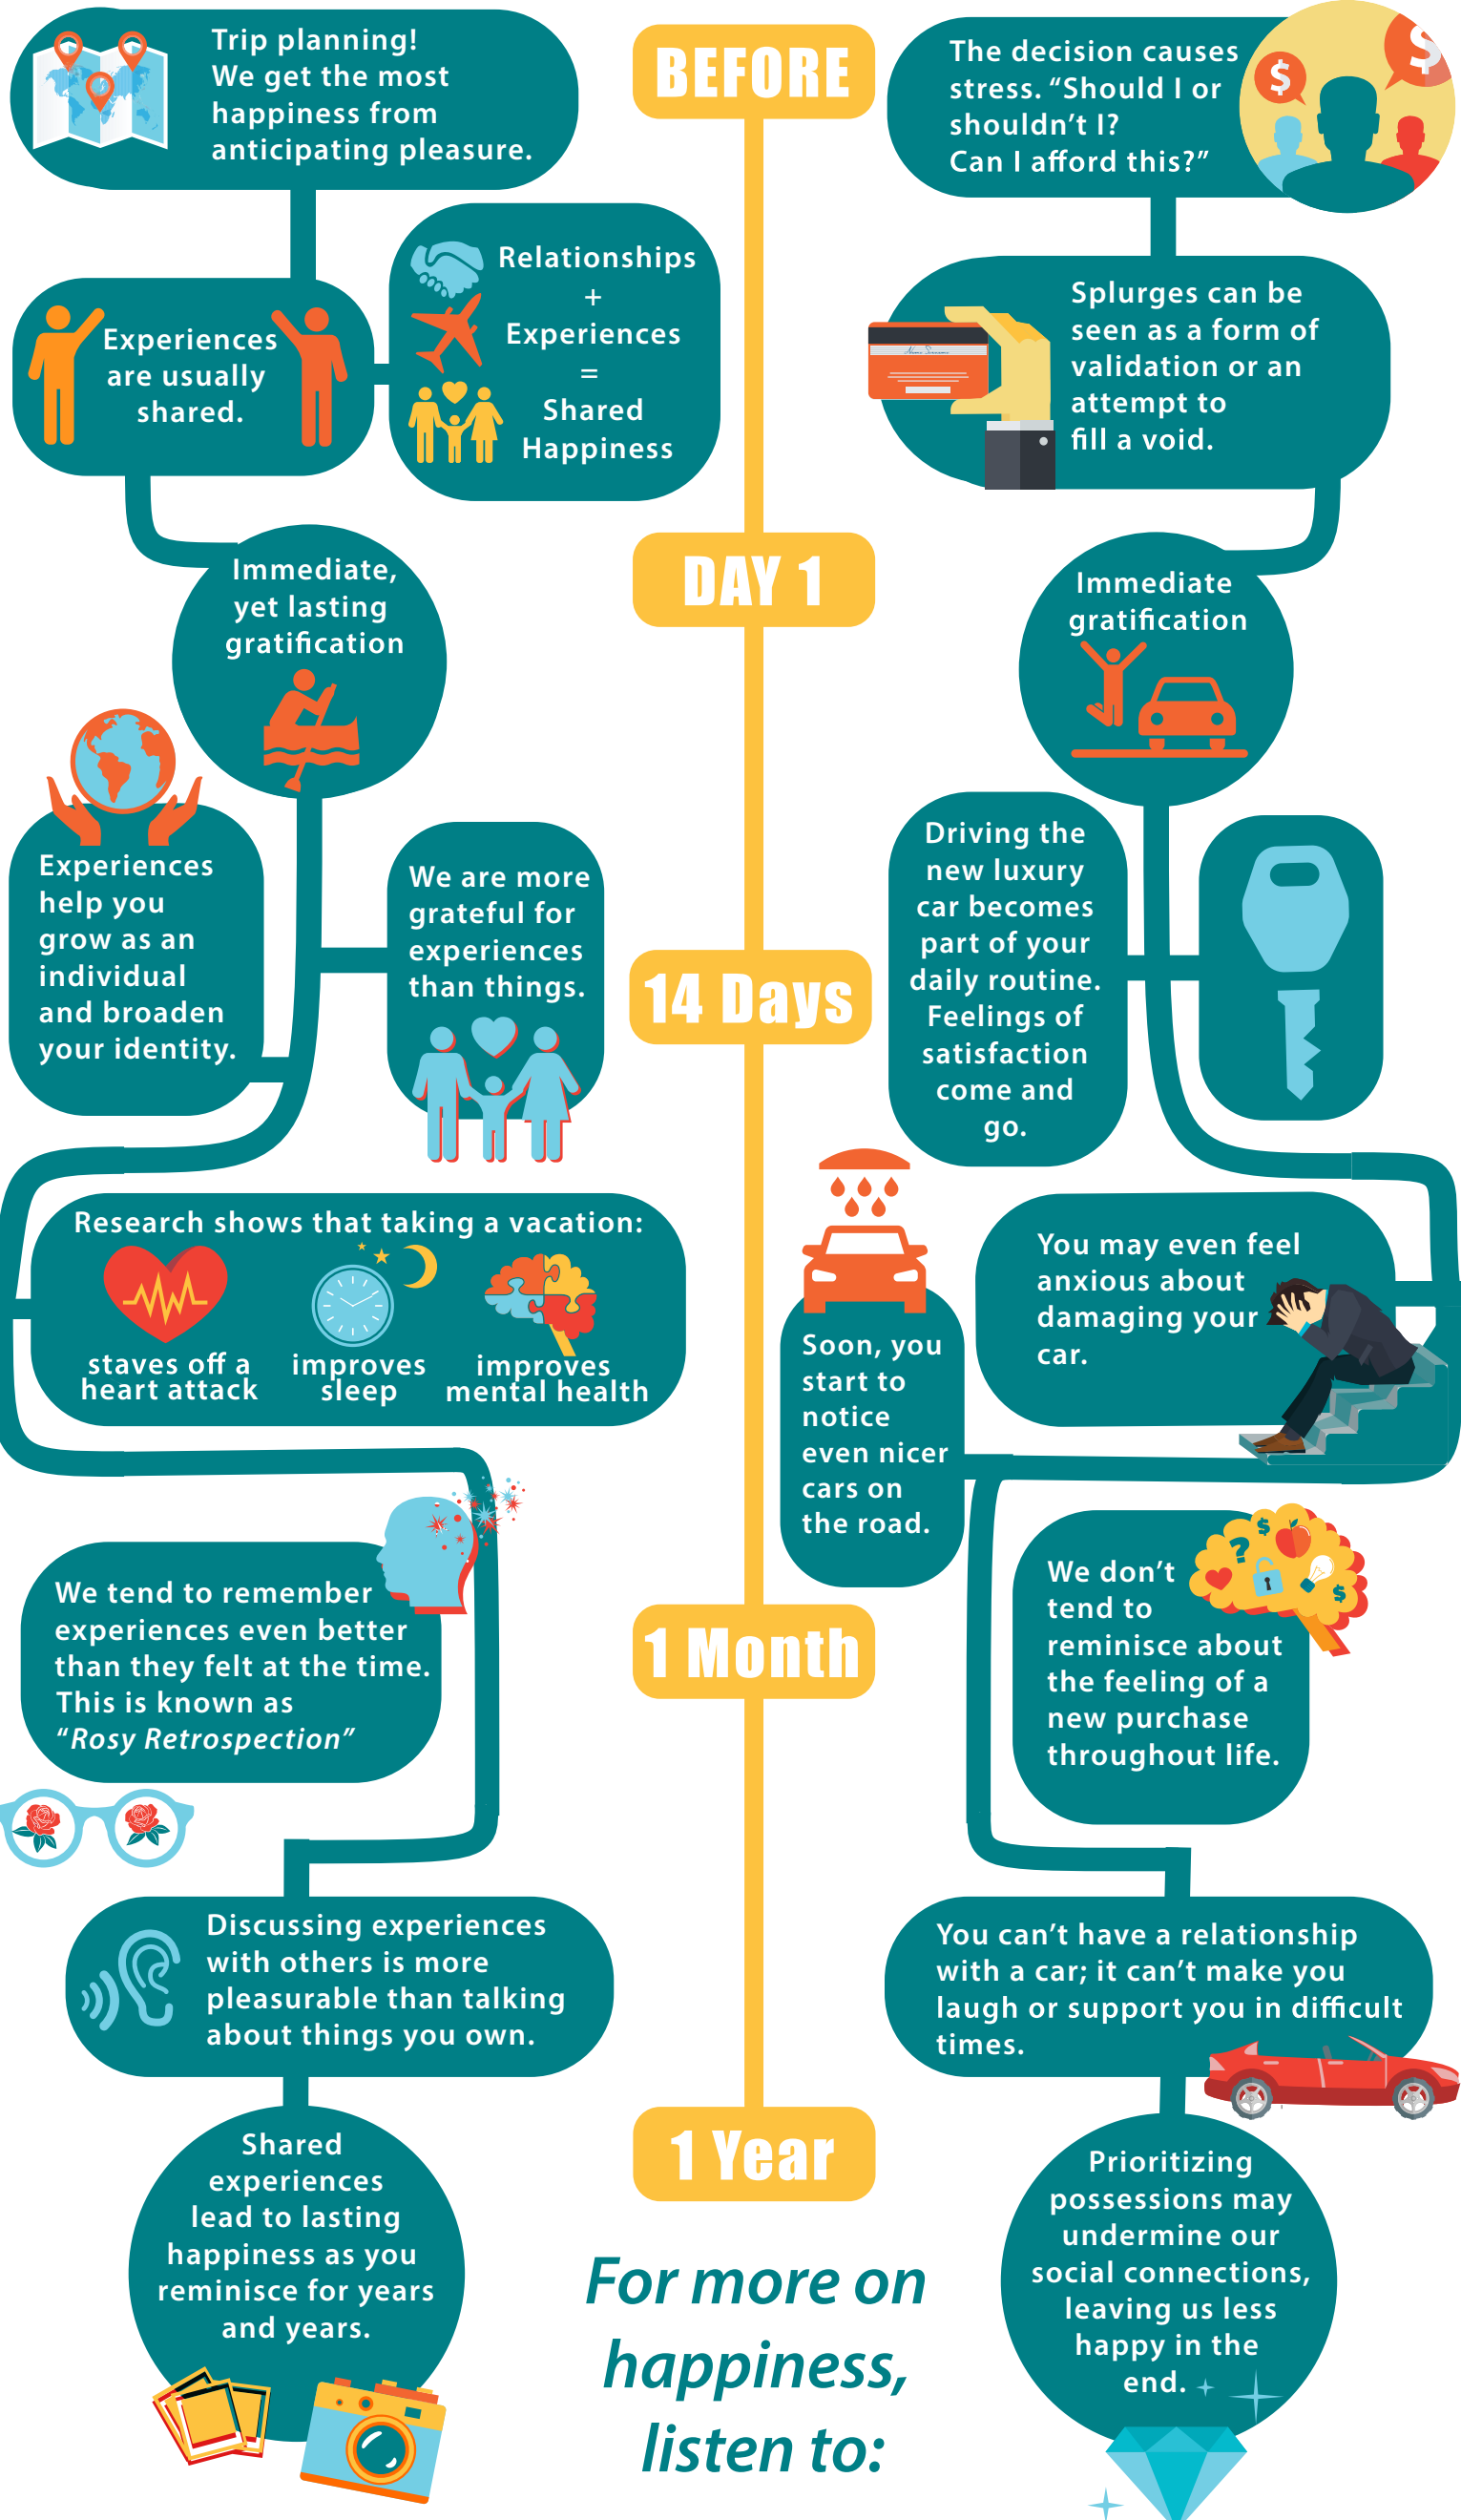 BEFORE
Trip planning!
We get the most
happiness from
anticipating pleasure.
The decision causes
stress. “Should I or
shouldn’t I?
Can I afford this?”
$
$
Experiences
are usually
shared.
Relationships
+
Experiences
=
Shared
Happiness
Splurges can be
seen as a form of
validation or an
attempt to
fill a void.
DAY 1
Immediate,
yet lasting
gratification
Immediate
gratification
Experiences
help you
grow as an
individual
and broaden
your identity.
We are more
grateful for
experiences
than things.
14 Days
Driving the
new luxury
car becomes
part of your
daily routine.
Feelings of
satisfaction
come and
go.
Research shows that taking a vacation:
staves off a
heart attack
improves
sleep
improves
mental health
You may even feel
anxious about
damaging your
car.
Soon, you
start to
notice
even nicer
cars on
the road.
1 Month
We tend to remember
experiences even better
than they felt at the time.
This is known as
“Rosy Retrospection”
$
?
$
We don’t
tend to
reminisce about
the feeling of a
new purchase
throughout life.
Discussing experiences
with others is more
pleasurable than talking
about things you own.
You can’t have a relationship
with a car; it can’t make you
laugh or support you in difficult
times.
1 Year
Shared
experiences
lead to lasting
happiness as you
reminisce for years
and years.
Prioritizing
possessions may
undermine our
social connections,
leaving us less
happy in the
end.
For more on
happiness,
listen to: